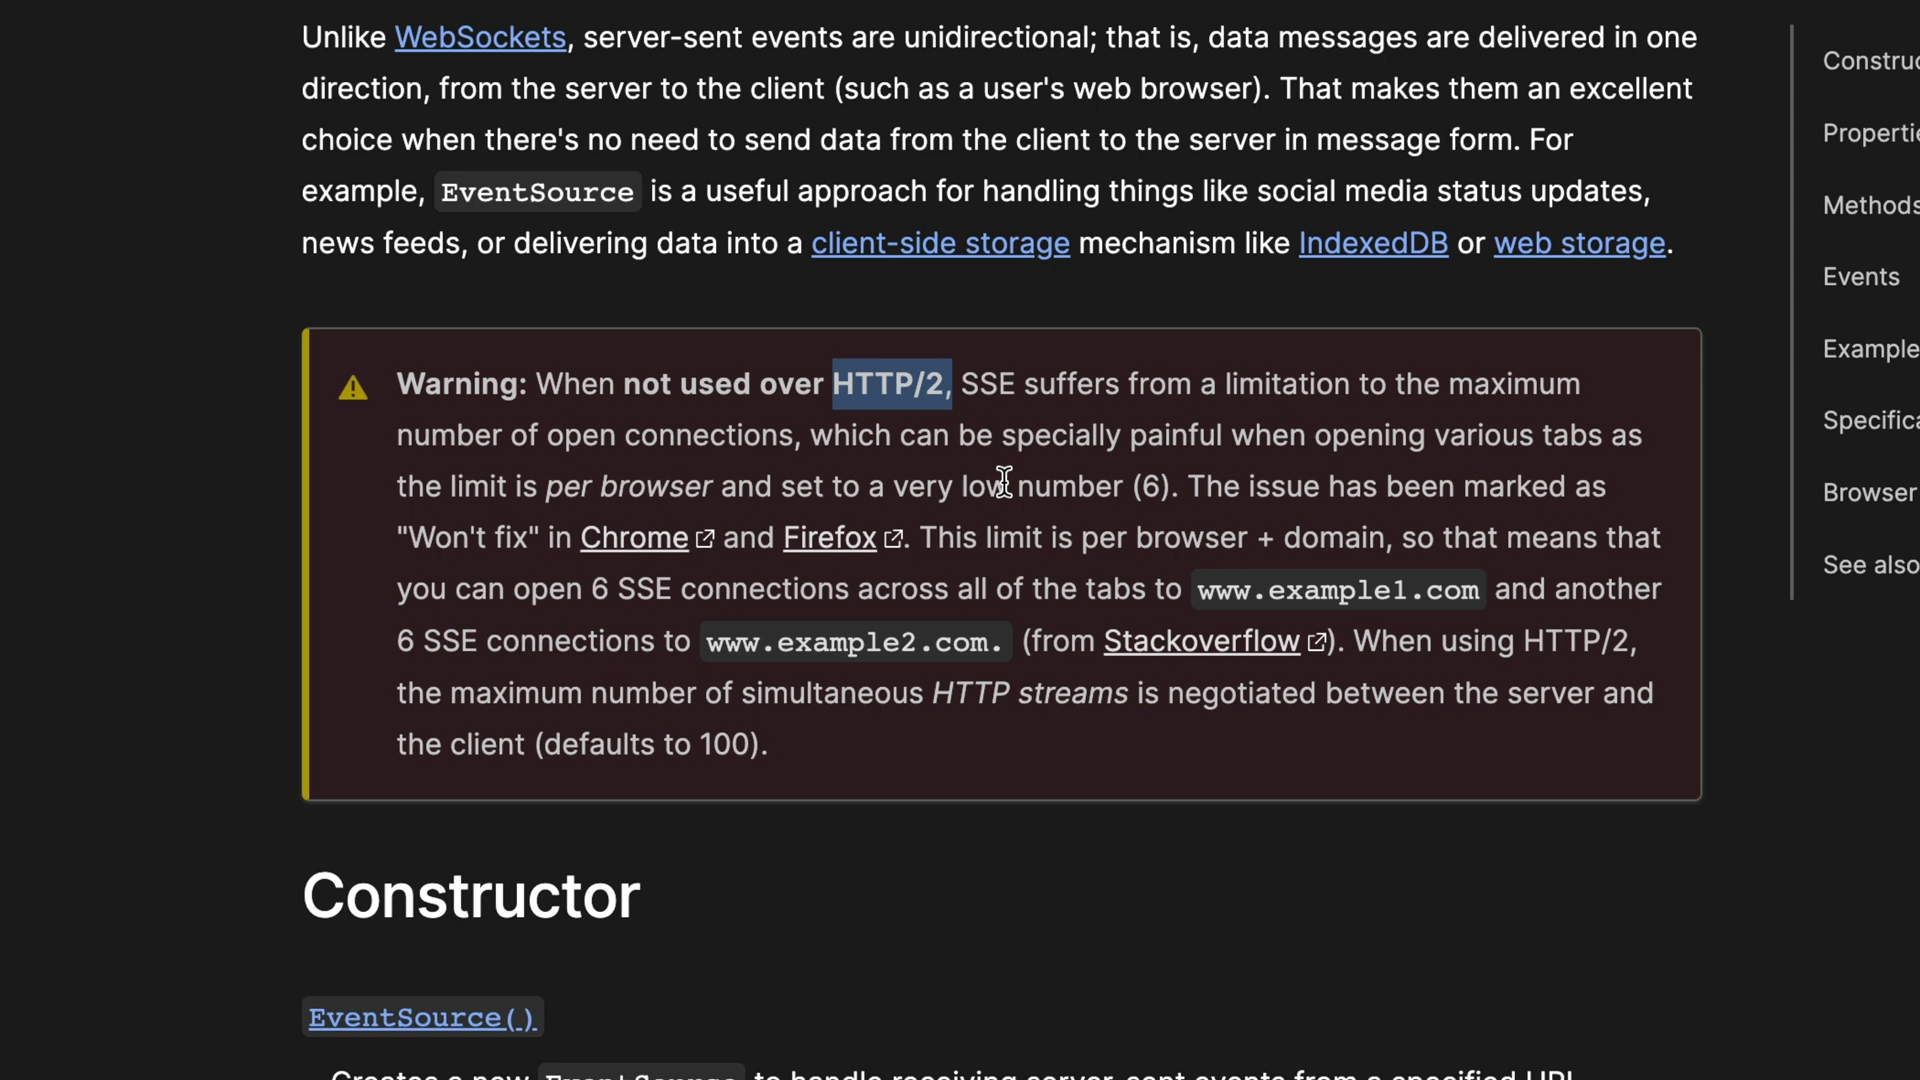 Unlike WebSockets, server-sent events are unidirectional; that is, data messages are delivered in one
direction, from the server to the client (such as a user's web browser). That makes them an excellent
choice when there's no need to send data from the client to the server in message form. For
example, EventSource is a useful approach for handling things like social media status updates,
news feeds, or delivering data into a client-side storage mechanism like IndexedDB or web storage.
Warning: When not used over HTTP/2, SSE suffers from a limitation to the maximum
number of open connections, which can be specially painful when opening various tabs as
the limit is per browser and set to a very low number (6). The issue has been marked as
"Won't fix" in Chrome and Firefox. This limit is per browser + domain, so that means that
you can open 6 SSE connections across all of the tabs to www.example1.com and another
6 SSE connections to www.example2.com. (from Stackoverflow). When using HTTP/2,
the maximum number of simultaneous HTTP streams is negotiated between the server and
the client (defaults to 100).
Constructor
EventSource()
Creates a new EventSource to handle receiving server-sent events from a specified URL
Construc
Propertie
Methods
Events
Example
Specifica
Browser
See also